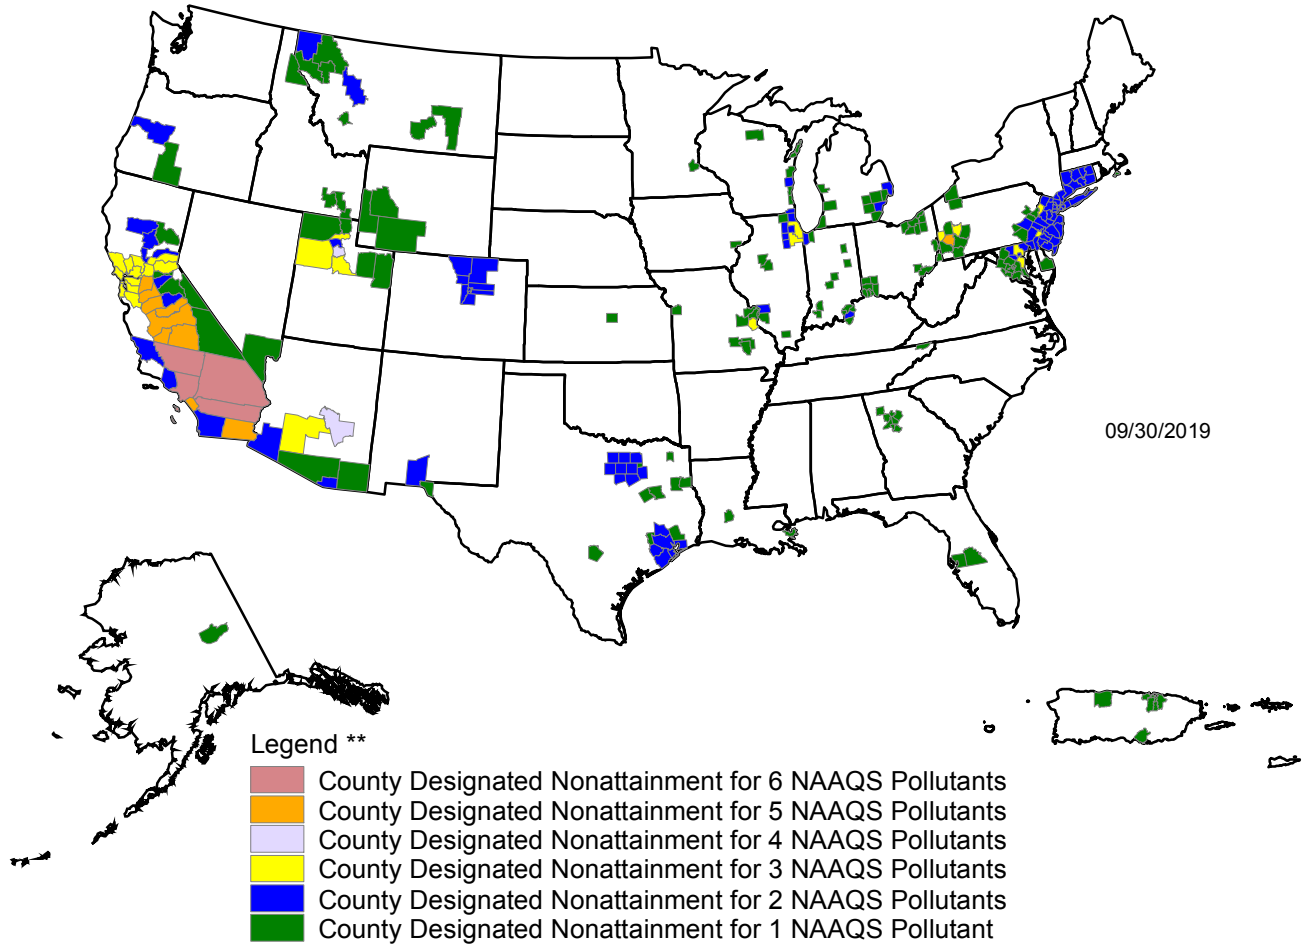 09/30/2019
Legend **
County Designated Nonattainment for 6 NAAQS Pollutants
County Designated Nonattainment for 5 NAAQS Pollutants
County Designated Nonattainment for 4 NAAQS Pollutants
County Designated Nonattainment for 3 NAAQS Pollutants
County Designated Nonattainment for 2 NAAQS Pollutants
County Designated Nonattainment for 1 NAAQS Pollutant